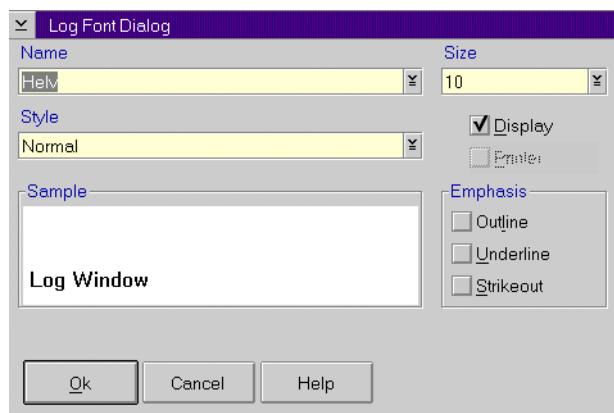 Log Font Dialog
Name
Size
Helv
10
Style
Display
Normal
Printer
Sample
Emphasis
Outline
Underline
Log Window
Strikeout
Ok
Cancel
Help